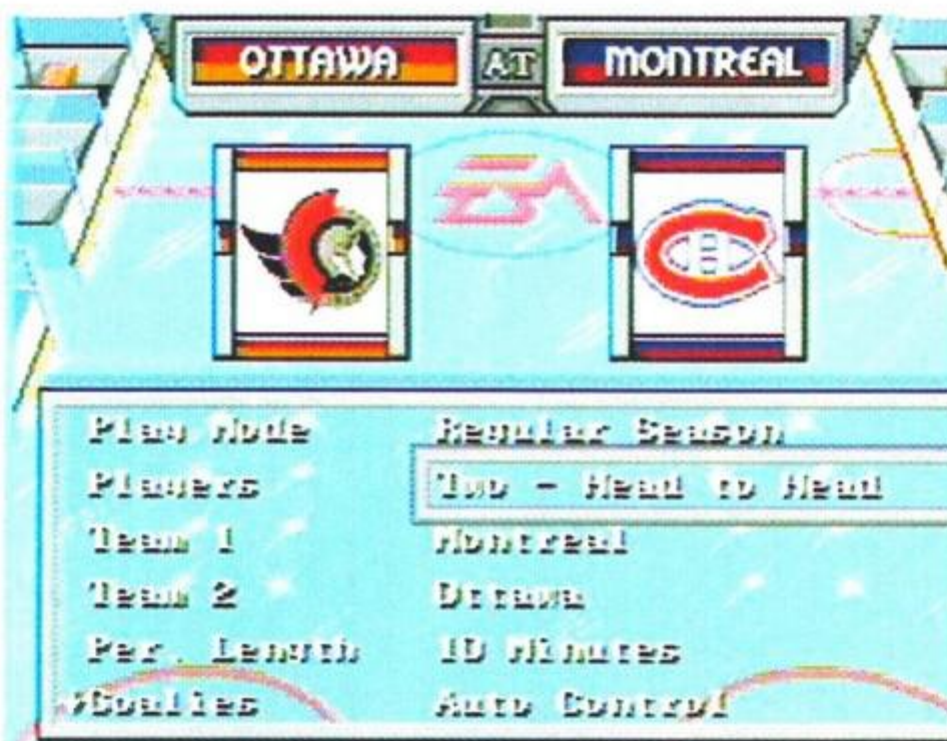 OTTAWA AT MONTREAL
EA
Play Mode Regular Season
Players Two - Head to Head
Team 1 Montreal
Team 2 Ottawa
Per. Length 10 Minutes
Goalies Auto Control